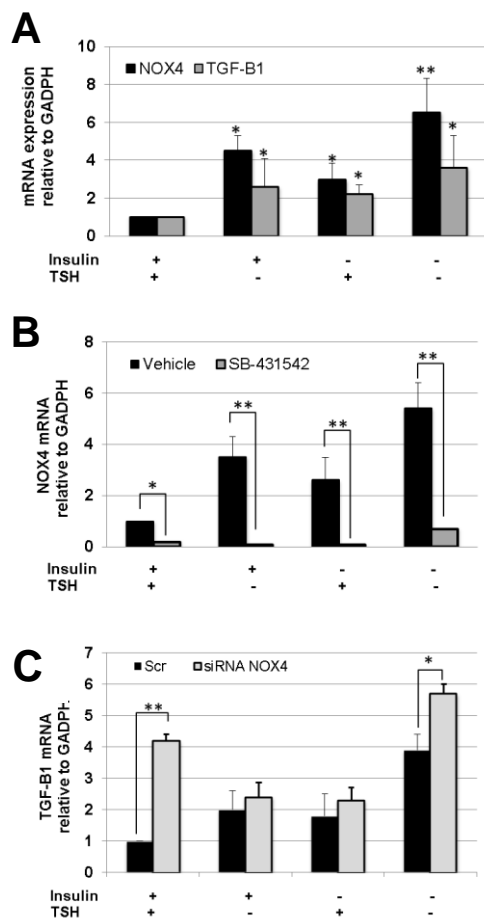 A
mRNA expression
relative to GADPH
10
8
6
4
2
0
NOX4 TGF-B1
* * * * ** *
Insulin + + - -
TSH + - + -
B
NOX4 mRNA
relative to GADPH
8
6
4
2
0
Vehicle SB-431542
* ** ** **
Insulin + + - -
TSH + - + -
C
TGF-B1 mRNA
relative to GADPH.
7
6
5
4
3
2
1
0
Scr siRNA NOX4
** *
Insulin + + - -
TSH + - + -